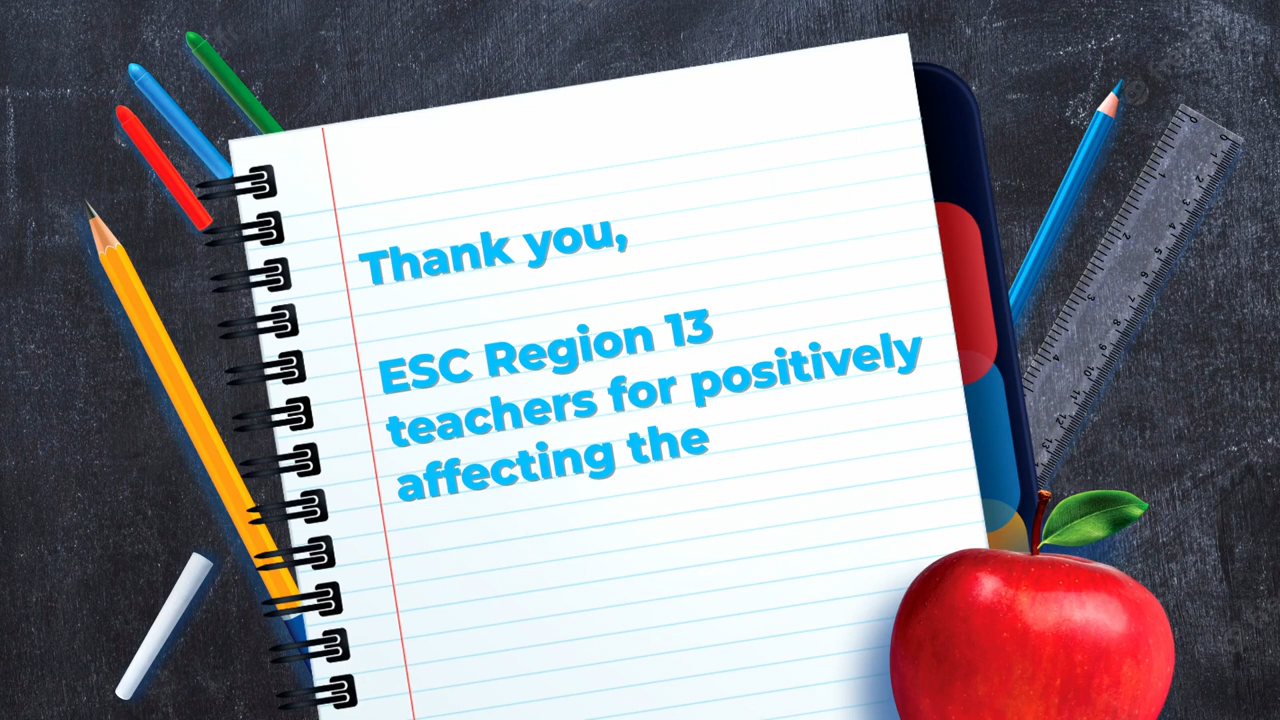 Thank you,
ESC Region 13
teachers for positively
affecting the